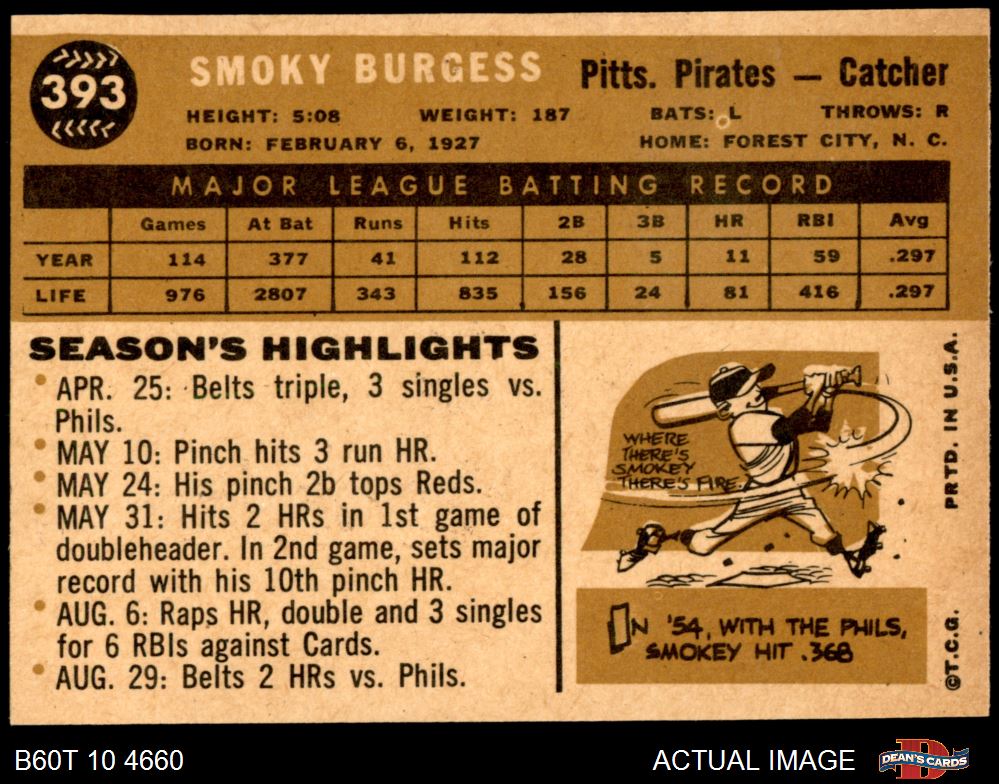 393
SMOKY BURGESS
Pitts. Pirates — Catcher
HEIGHT: 5:08 WEIGHT: 187 BATS: L THROWS: R
BORN: FEBRUARY 6, 1927 HOME: FOREST CITY, N. C.
MAJOR LEAGUE BATTING RECORD
Games At Bat Runs Hits 2B 3B HR RBI Avg
YEAR 114 377 41 112 28 5 11 59 .297
LIFE 976 2807 343 835 156 24 81 416 .297
SEASON'S HIGHLIGHTS
• APR. 25: Belts triple, 3 singles vs.
Phils.
• MAY 10: Pinch hits 3 run HR.
• MAY 24: His pinch 2b tops Reds.
• MAY 31: Hits 2 HRs in 1st game of
doubleheader. In 2nd game, sets major
record with his 10th pinch HR.
• AUG. 6: Raps HR, double and 3 singles
for 6 RBIs against Cards.
• AUG. 29: Belts 2 HRs vs. Phils.
WHERE
THERE'S
SMOKEY
THERE'S FIRE.
IN '54, WITH THE PHILS,
SMOKEY HIT .368
PRTD. IN U.S.A.
©T.C.G.
B60T 10 4660
ACTUAL IMAGE
DEAN'S CARDS